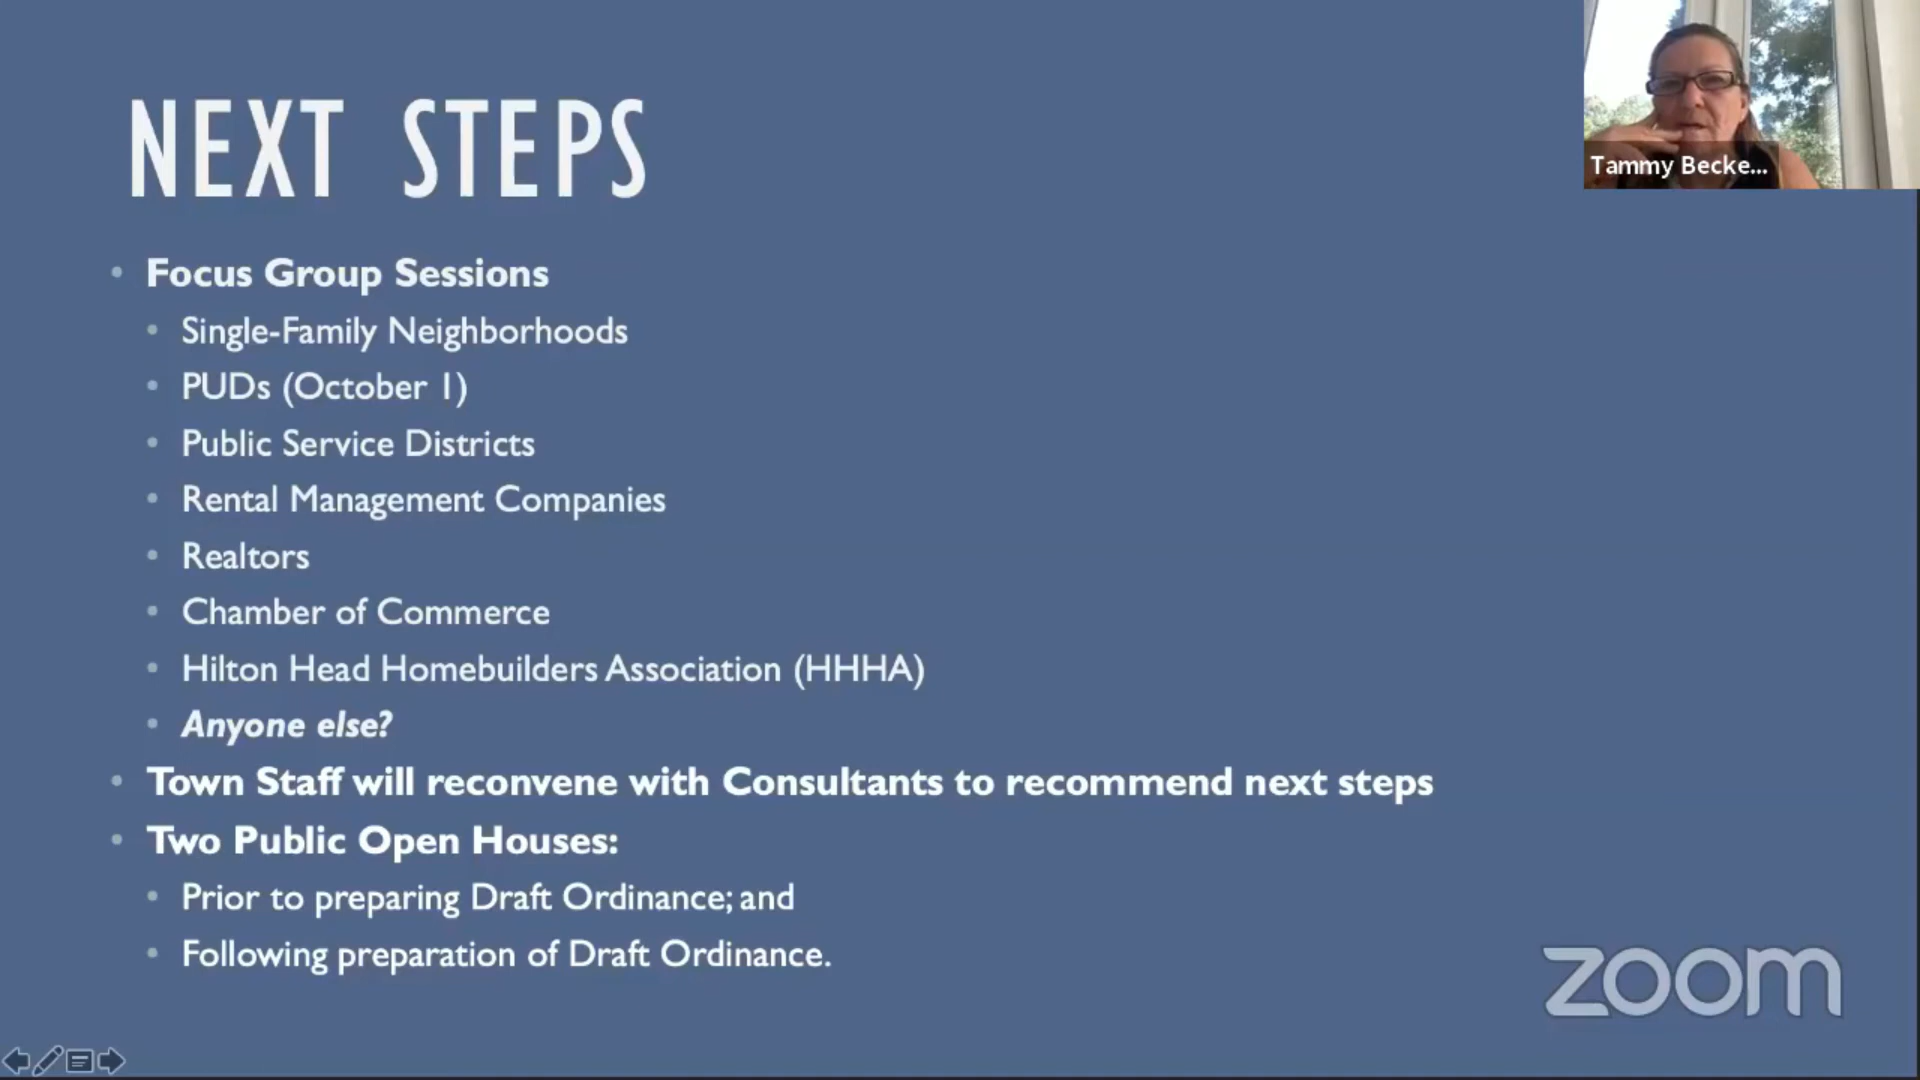 NEXT STEPS
Tammy Becke...
Focus Group Sessions
Single-Family Neighborhoods
PUDs (October 1)
Public Service Districts
Rental Management Companies
Realtors
Chamber of Commerce
Hilton Head Homebuilders Association (HHHA)
Anyone else?
Town Staff will reconvene with Consultants to recommend next steps
Two Public Open Houses:
Prior to preparing Draft Ordinance; and
Following preparation of Draft Ordinance.
zoom